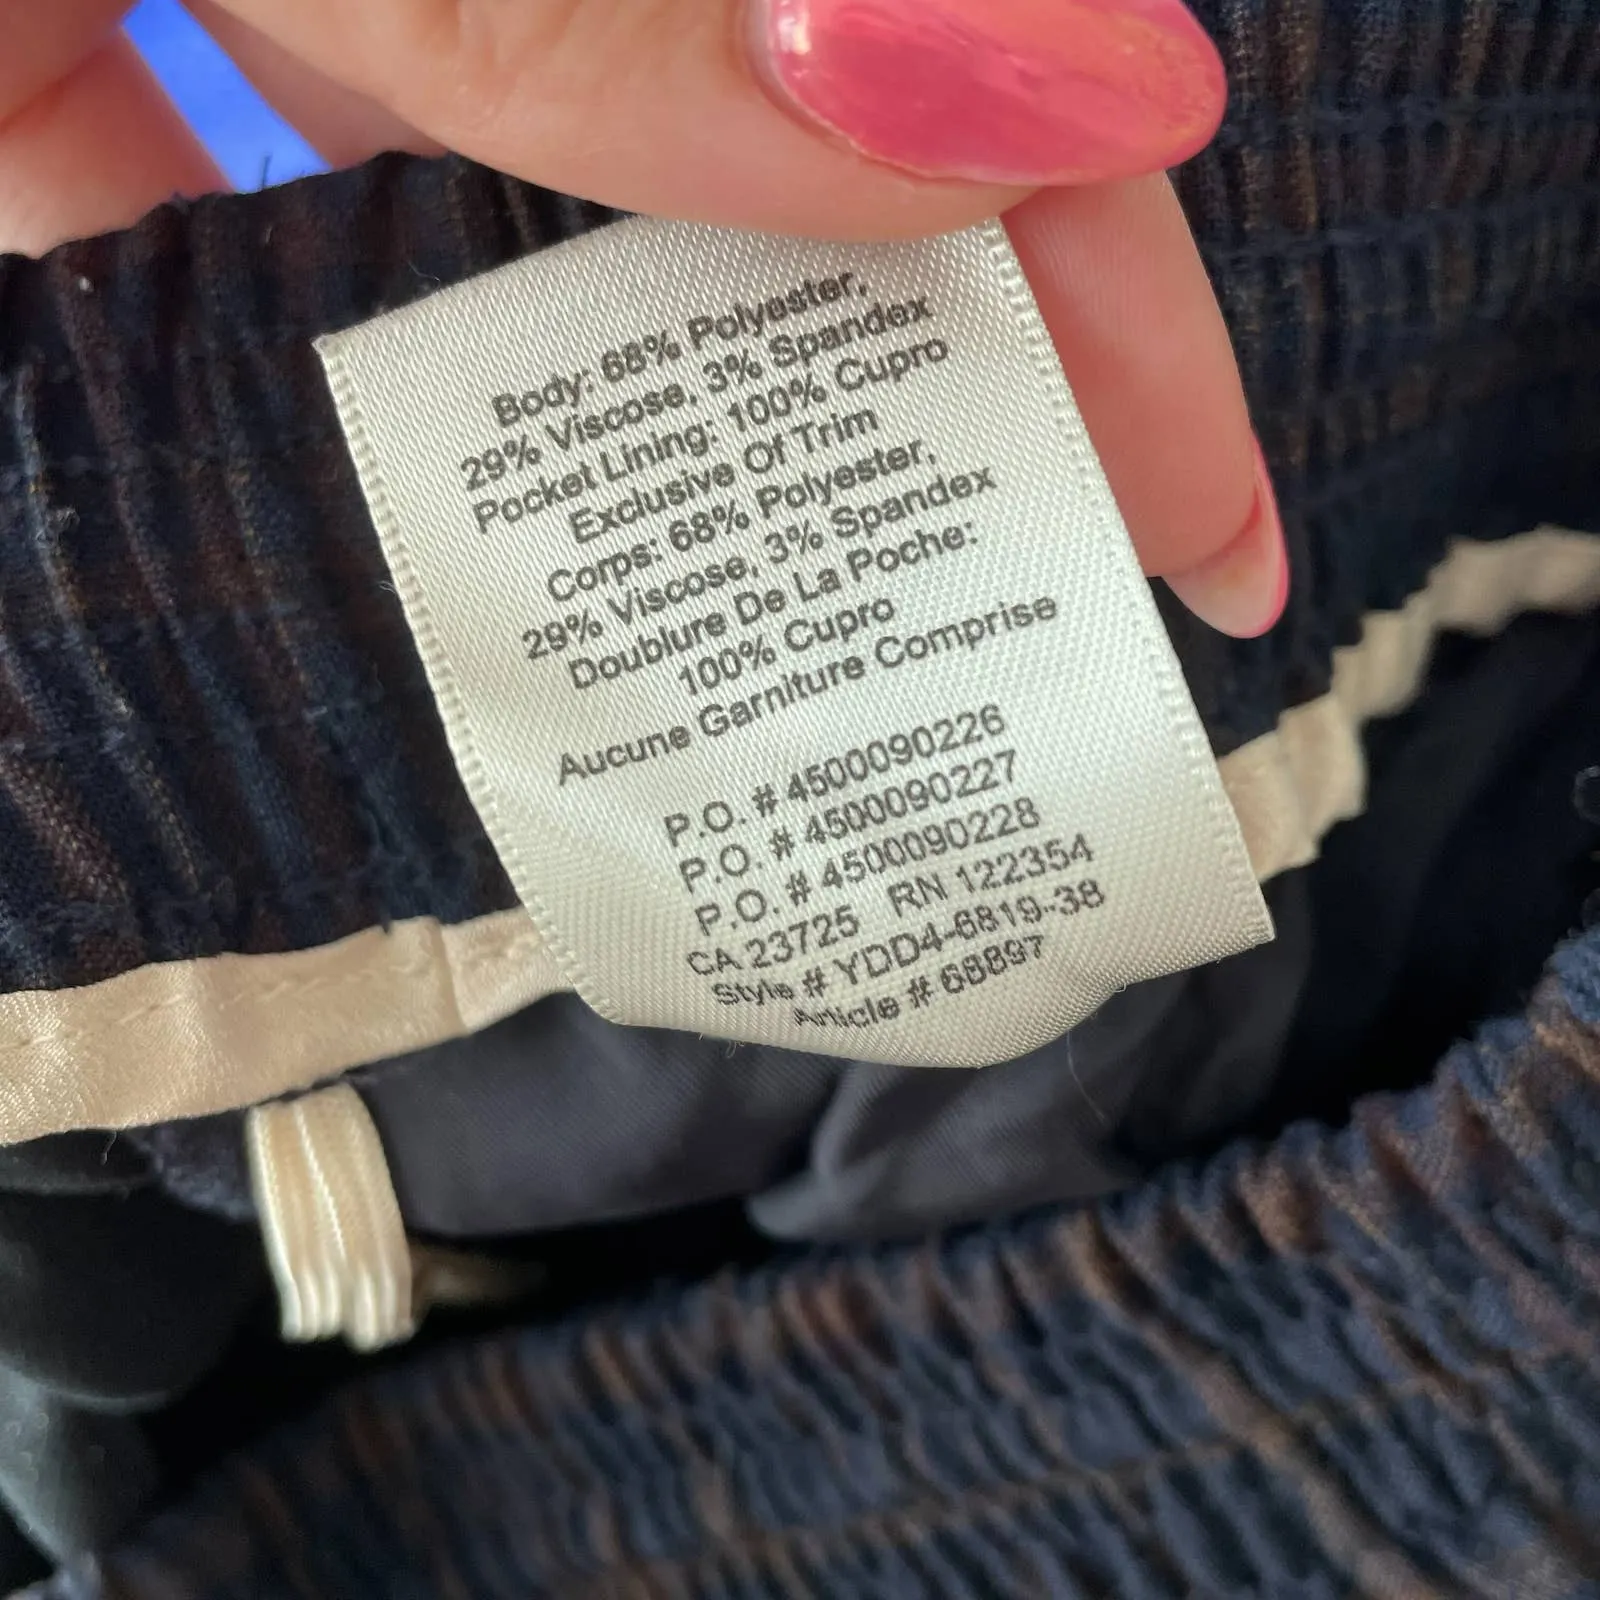 Body: 68% Polyester,
29% Viscose, 3% Spandex
Pocket Lining: 100% Cupro
Exclusive Of Trim
Corps: 68% Polyester,
29% Viscose, 3% Spandex
Doublure De La Poche:
100% Cupro
Aucune Garniture Comprise
P.O. # 4500090226
P.O. # 4500090227
P.O. # 4500090228
CA 23725 RN 122354
Style # YDD4-6819-38
Article # 68897